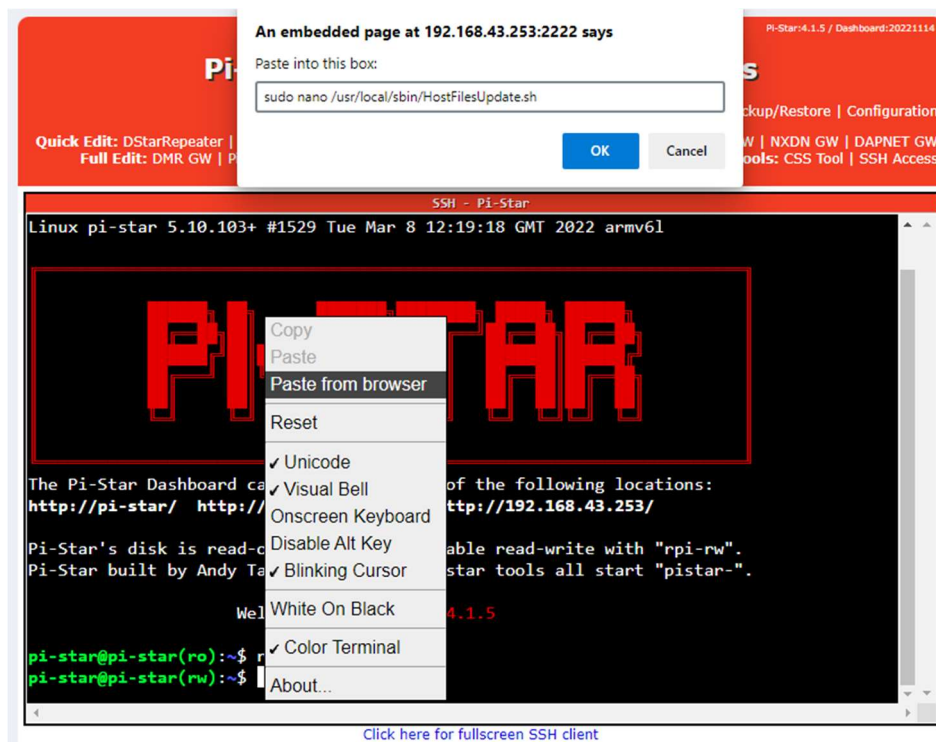 Pi-Star:4.1.5 / Dashboard:20221114
Pi-
s
An embedded page at 192.168.43.253:2222 says
Paste into this box:
sudo nano /usr/local/sbin/HostFilesUpdate.sh
OK
Cancel
ckup/Restore | Configuration
Quick Edit: DStarRepeater |
W | NXDN GW | DAPNET GW
Full Edit: DMR GW | P
ools: CSS Tool | SSH Access
SSH - Pi-Star
Linux pi-star 5.10.103+ #1529 Tue Mar 8 12:19:18 GMT 2022 armv6l
PI-STAR
Copy
Paste
Paste from browser
Reset
✓ Unicode
✓ Visual Bell
Onscreen Keyboard
Disable Alt Key
✓ Blinking Cursor
White On Black
✓ Color Terminal
About...
The Pi-Star Dashboard ca of the following locations:
http://pi-star/ http:// ttp://192.168.43.253/
Pi-Star's disk is read-o able read-write with "rpi-rw".
Pi-Star built by Andy Ta star tools all start "pistar-".
Wel 4.1.5
pi-star@pi-star(ro):~$ r
pi-star@pi-star(rw):~$
Click here for fullscreen SSH client